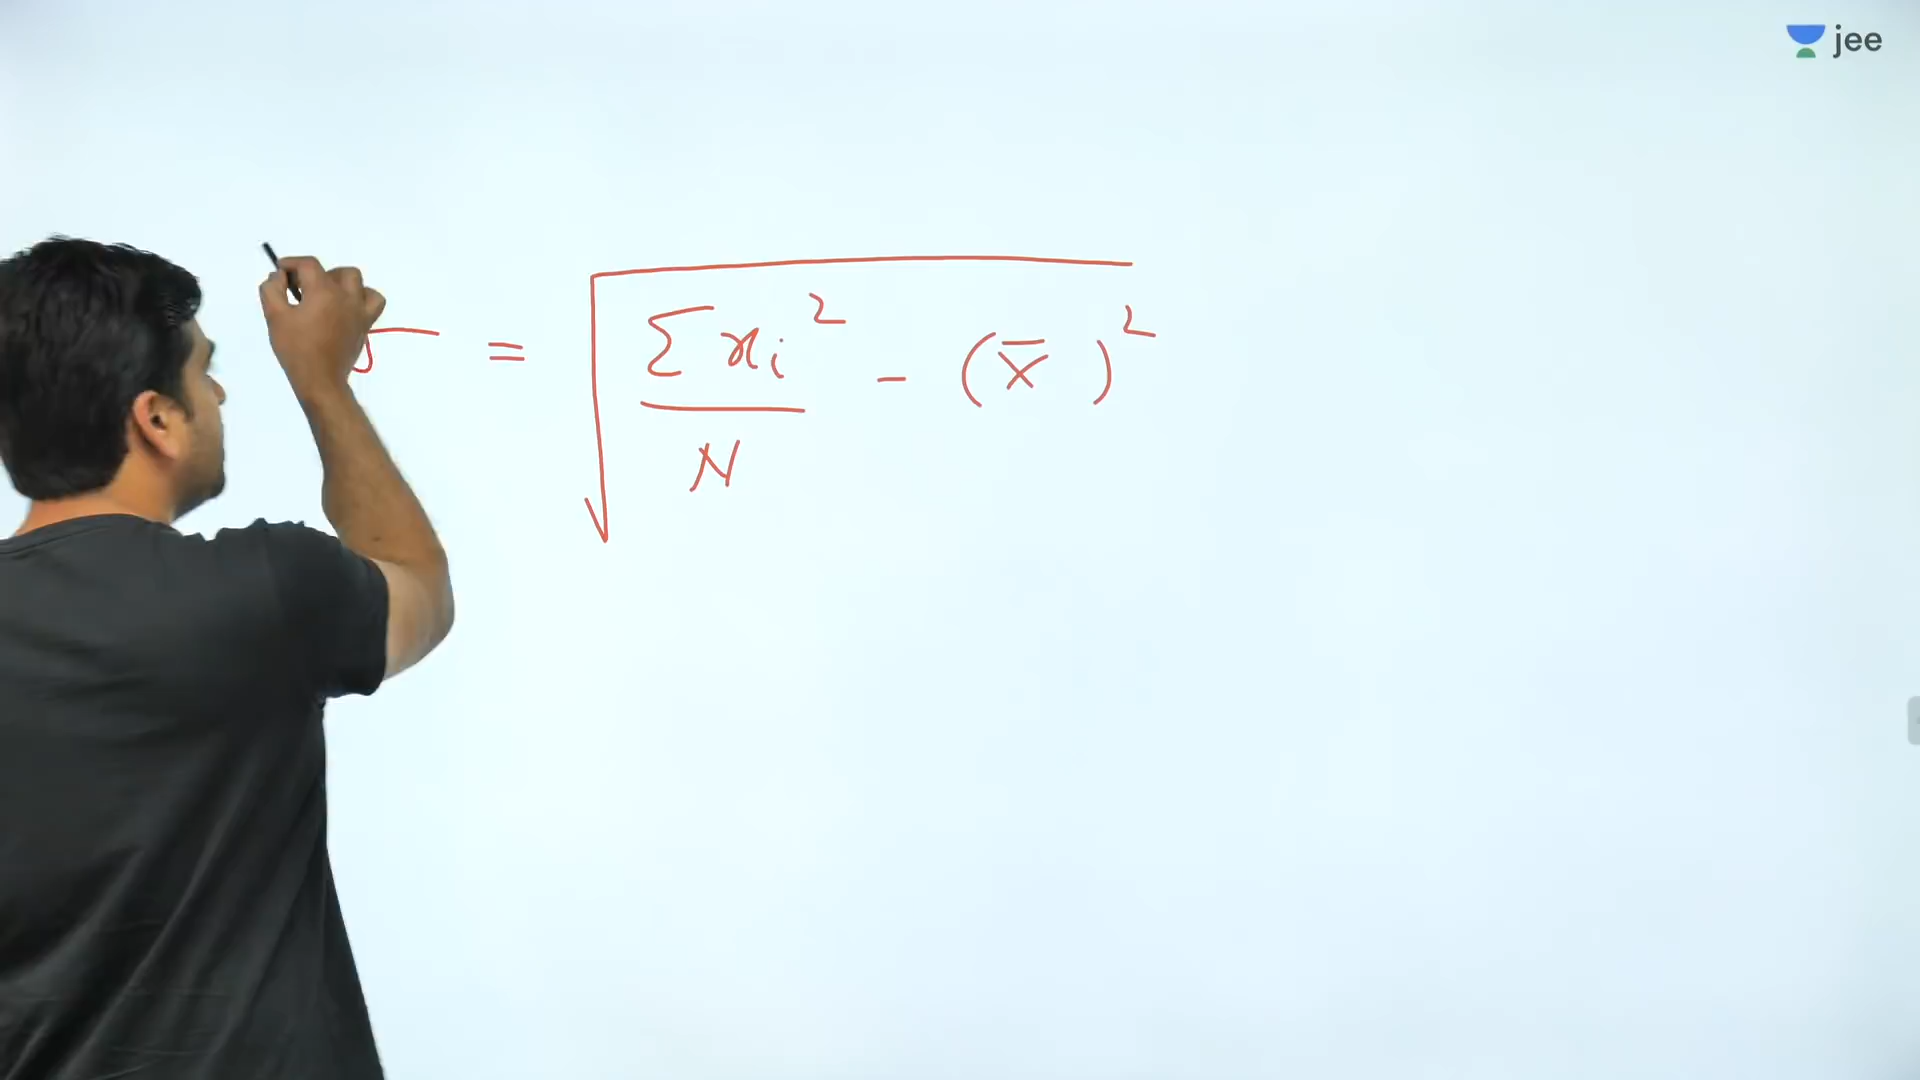 jee
σ = √( Σxᵢ² / N - (x̄)² )